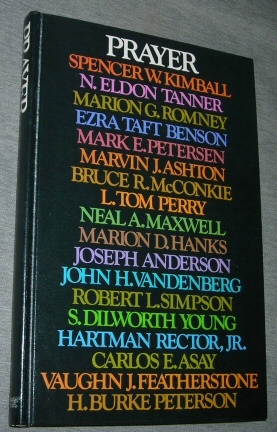 PRAYER
SPENCER W. KIMBALL
N. ELDON TANNER
MARION G. ROMNEY
EZRA TAFT BENSON
MARK E. PETERSEN
MARVIN J. ASHTON
BRUCE R. McCONKIE
L. TOM PERRY
NEAL A. MAXWELL
MARION D. HANKS
JOSEPH ANDERSON
JOHN H. VANDENBERG
ROBERT L. SIMPSON
S. DILWORTH YOUNG
HARTMAN RECTOR, JR.
CARLOS E. ASAY
VAUGHN J. FEATHERSTONE
H. BURKE PETERSON